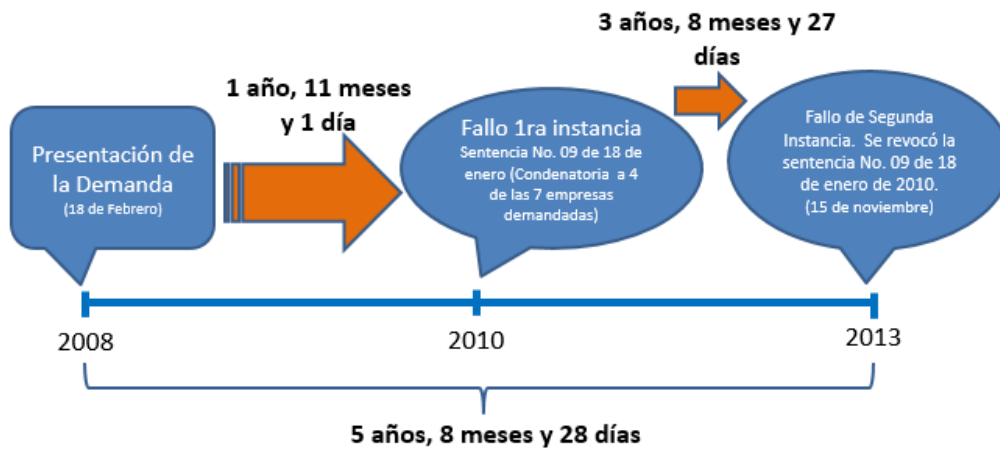 3 años, 8 meses y 27
días
1 año, 11 meses
y 1 día
Presentación de
la Demanda
(18 de Febrero)
Fallo 1ra instancia
Sentencia No. 09 de 18 de
enero (Condenatoria a 4
de las 7 empresas
demandadas)
Fallo de Segunda
Instancia. Se revocó la
sentencia No. 09 de 18
de enero de 2010.
(15 de noviembre)
2008
2010
2013
5 años, 8 meses y 28 días